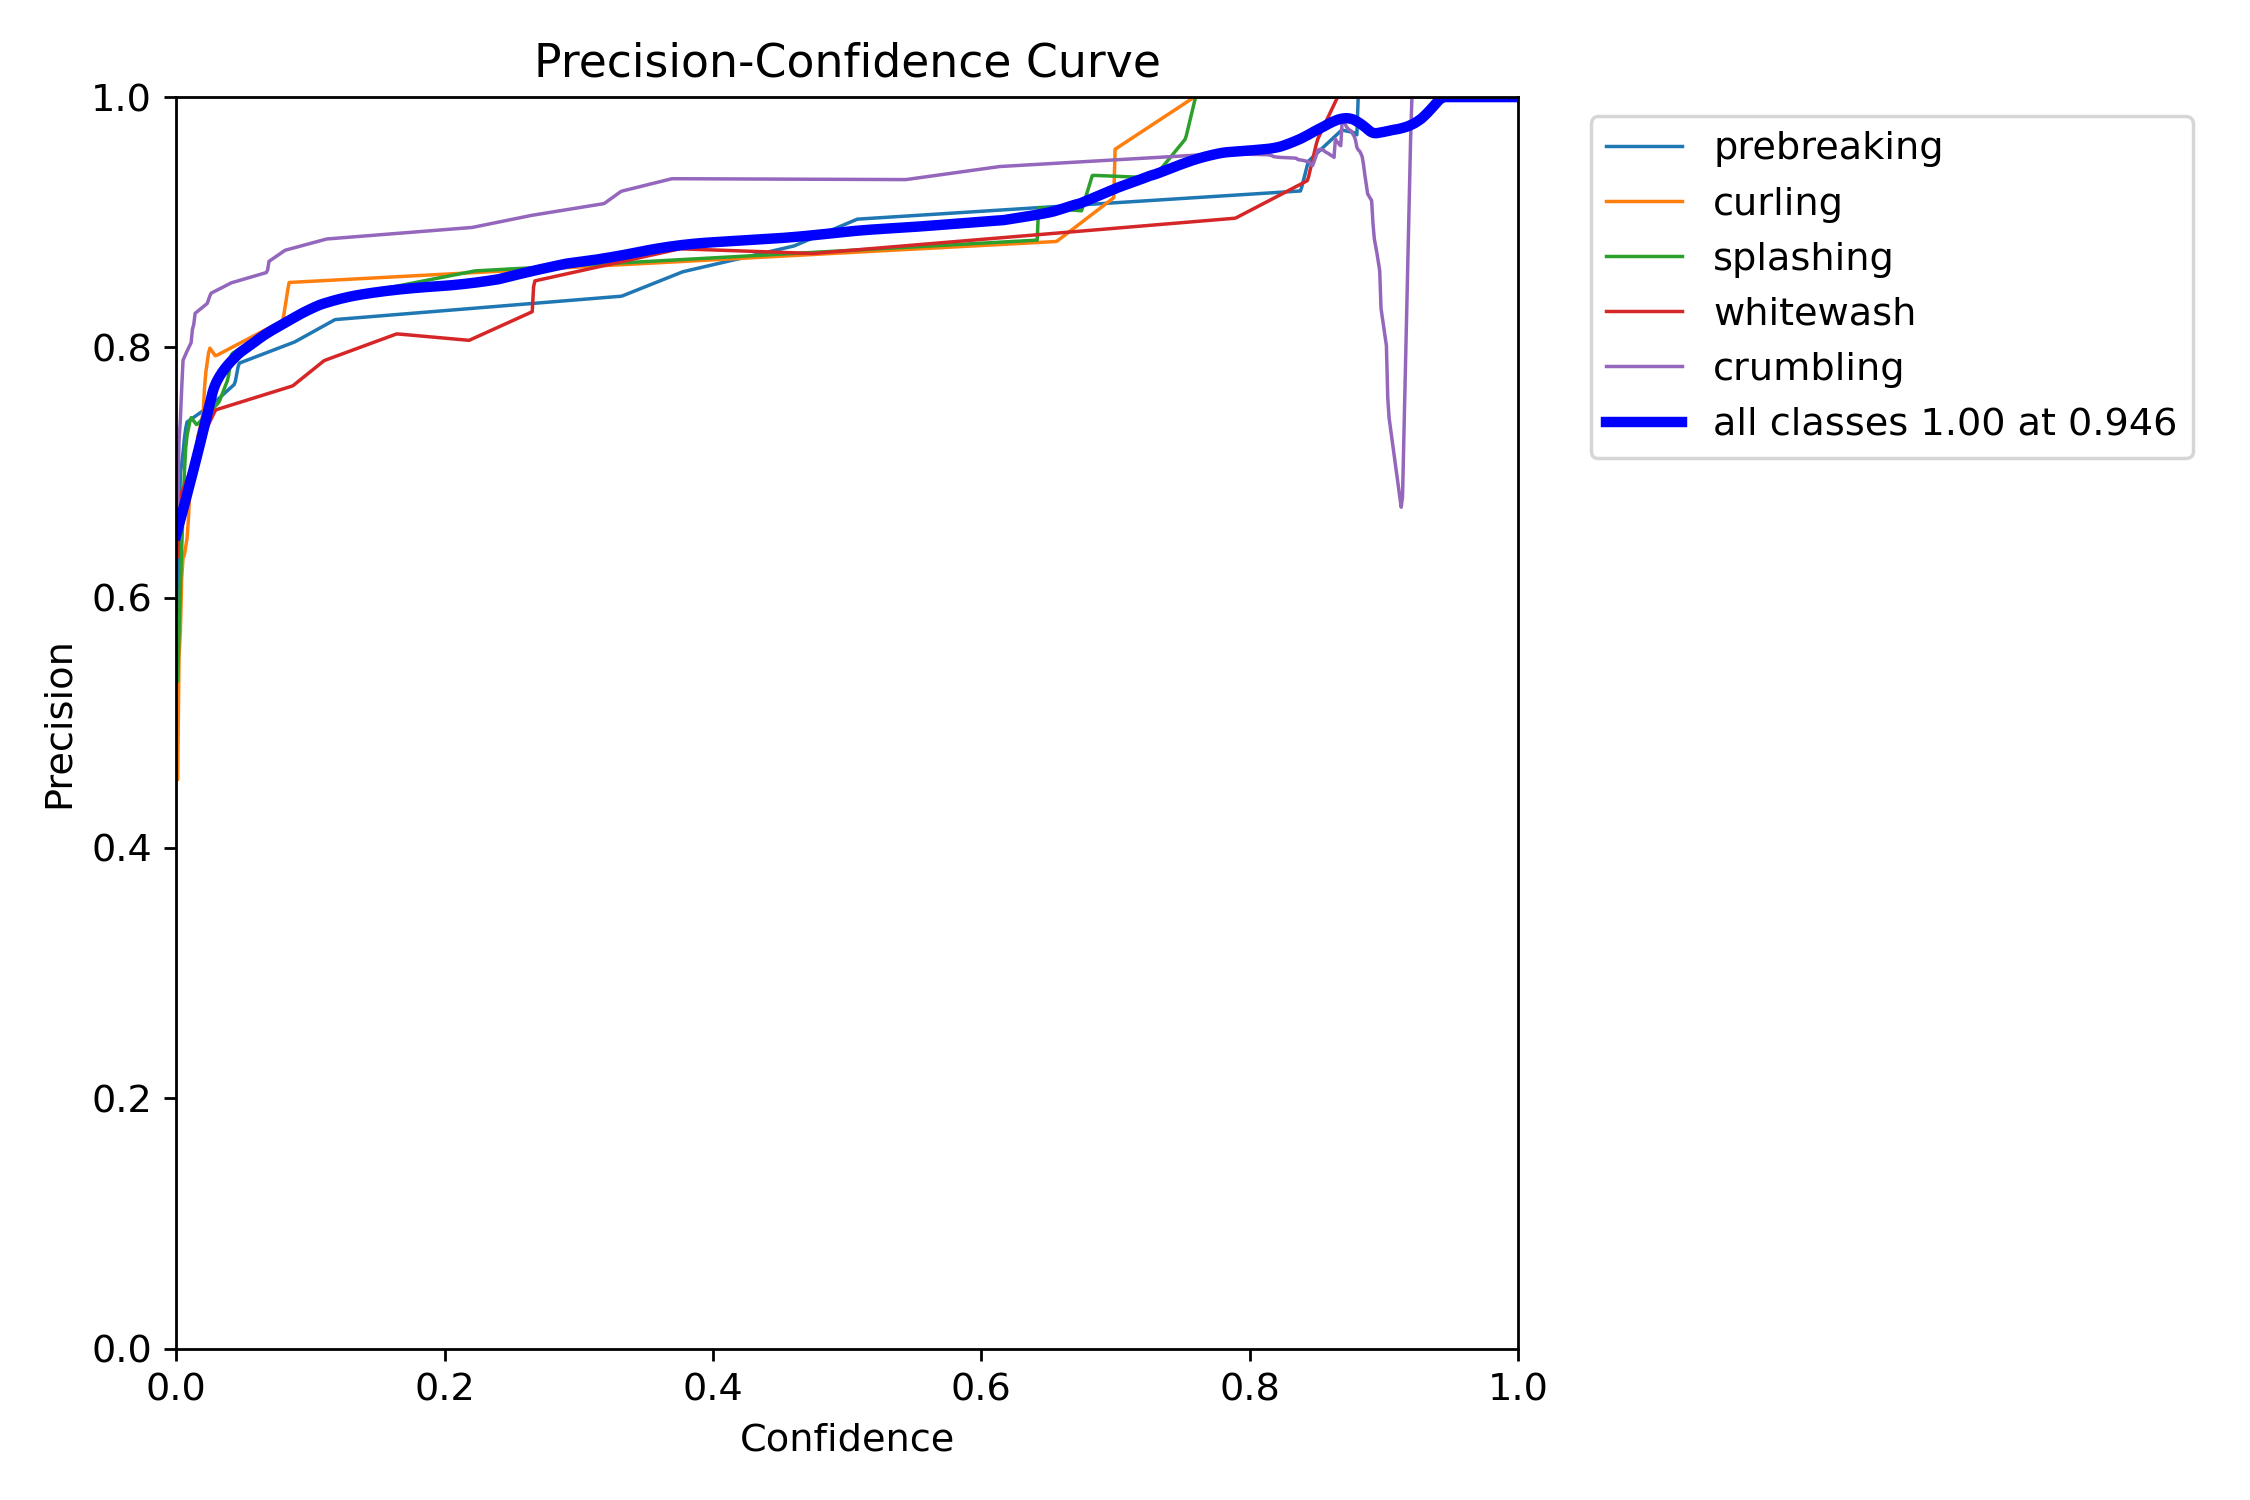 Precision-Confidence Curve
1.0
0.8
0.6
0.4
0.2
0.0
Precision
0.0 0.2 0.4 0.6 0.8 1.0
Confidence
prebreaking
curling
splashing
whitewash
crumbling
all classes 1.00 at 0.946